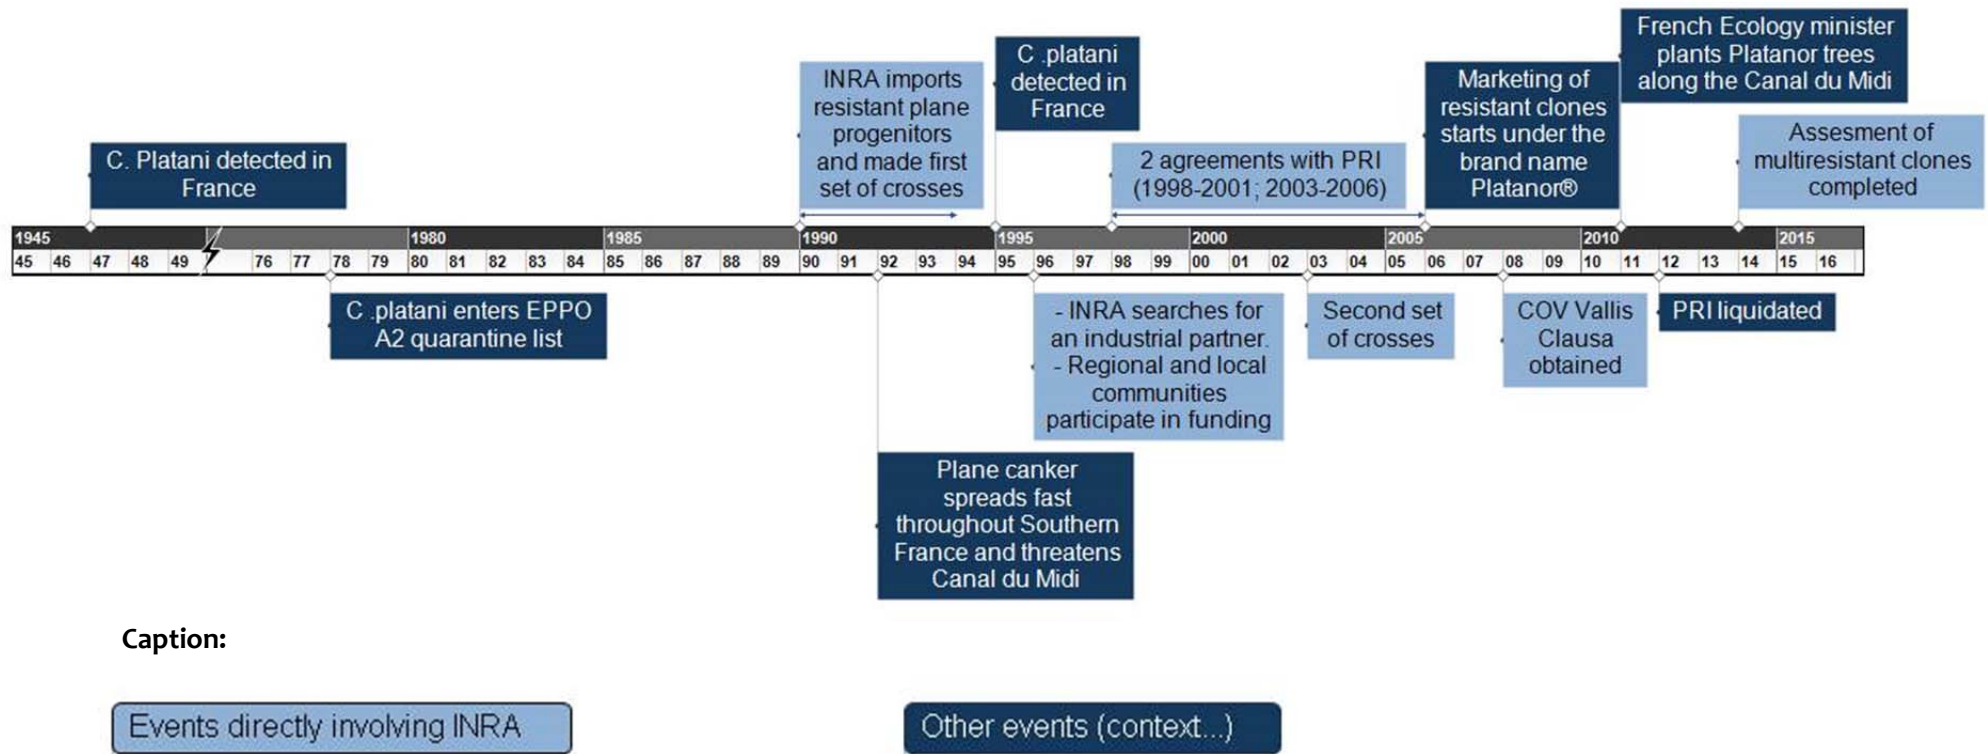 French Ecology minister
plants Platanor trees
along the Canal du Midi
C .platani
detected in
France
INRA imports
resistant plane
progenitors
and made first
set of crosses
Marketing of
resistant clones
starts under the
brand name
Platanor®
Assesment of
multiresistant clones
completed
C. Platani detected in
France
2 agreements with PRI
(1998-2001; 2003-2006)
1945 1980 1985 1990 1995 2000 2005 2010 2015
45 46 47 48 49 76 77 78 79 80 81 82 83 84 85 86 87 88 89 90 91 92 93 94 95 96 97 98 99 00 01 02 03 04 05 06 07 08 09 10 11 12 13 14 15 16
C .platani enters EPPO
A2 quarantine list
- INRA searches for
an industrial partner.
- Regional and local
communities
participate in funding
Second set
of crosses
COV Vallis
Clausa
obtained
PRI liquidated
Plane canker
spreads fast
throughout Southern
France and threatens
Canal du Midi
Caption:
Events directly involving INRA
Other events (context...)